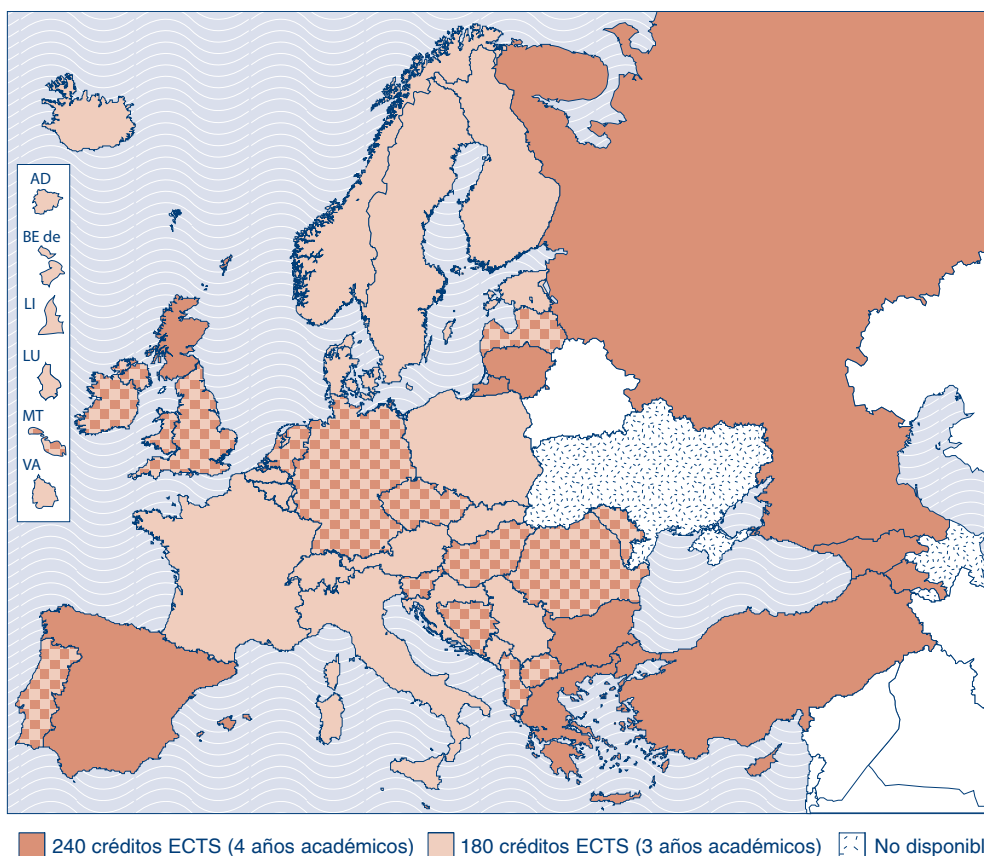 AD
BE de
LI
LU
MT
VA
240 créditos ECTS (4 años académicos) 180 créditos ECTS (3 años académicos) No disponibl